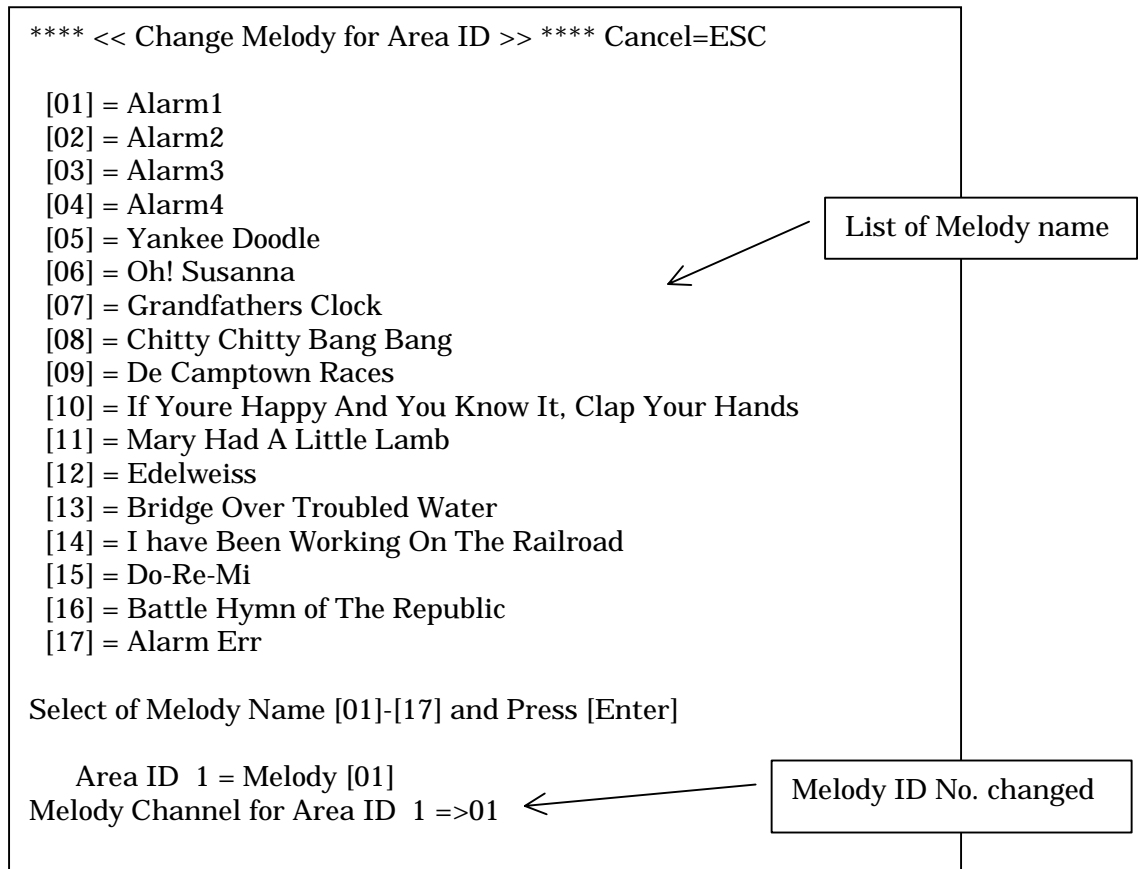 **** << Change Melody for Area ID >> **** Cancel=ESC
[01] = Alarm1
[02] = Alarm2
[03] = Alarm3
[04] = Alarm4
[05] = Yankee Doodle
[06] = Oh! Susanna
[07] = Grandfathers Clock
[08] = Chitty Chitty Bang Bang
[09] = De Camptown Races
[10] = If Youre Happy And You Know It, Clap Your Hands
[11] = Mary Had A Little Lamb
[12] = Edelweiss
[13] = Bridge Over Troubled Water
[14] = I have Been Working On The Railroad
[15] = Do-Re-Mi
[16] = Battle Hymn of The Republic
[17] = Alarm Err
List of Melody name
Select of Melody Name [01]-[17] and Press [Enter]
Area ID 1 = Melody [01]
Melody Channel for Area ID 1 =>01
Melody ID No. changed